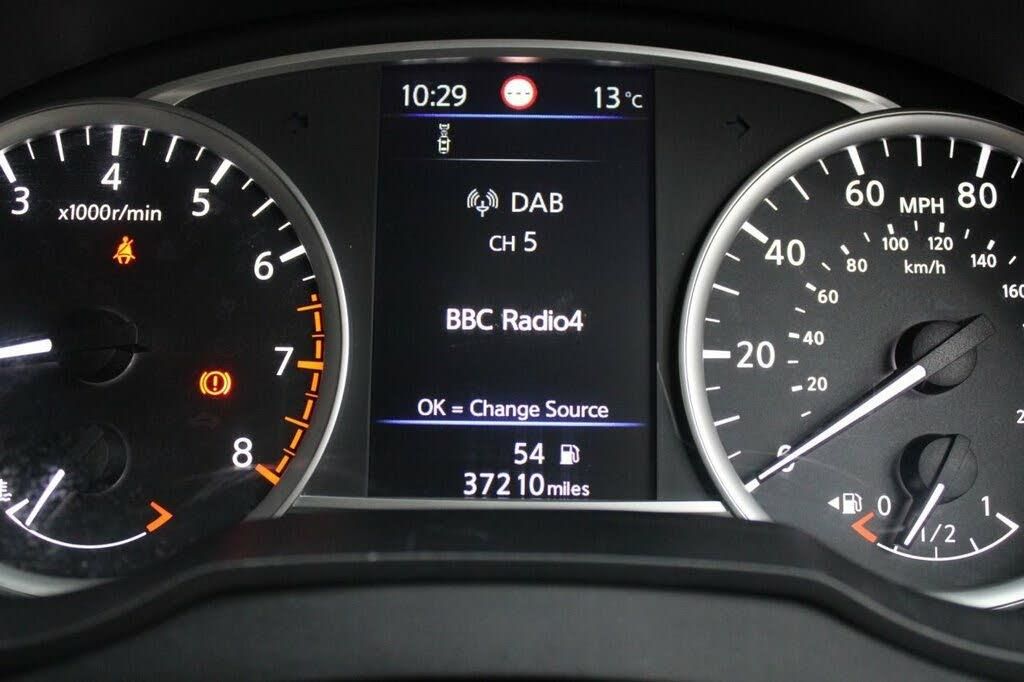 10:29 13°C
DAB
CH 5
BBC Radio4
OK = Change Source
54
37210 miles
3 4 5 6 7 8
x1000r/min
0 20 40 60 80
MPH
20 40 60 80 100 120 140 160
km/h
0 1/2 1